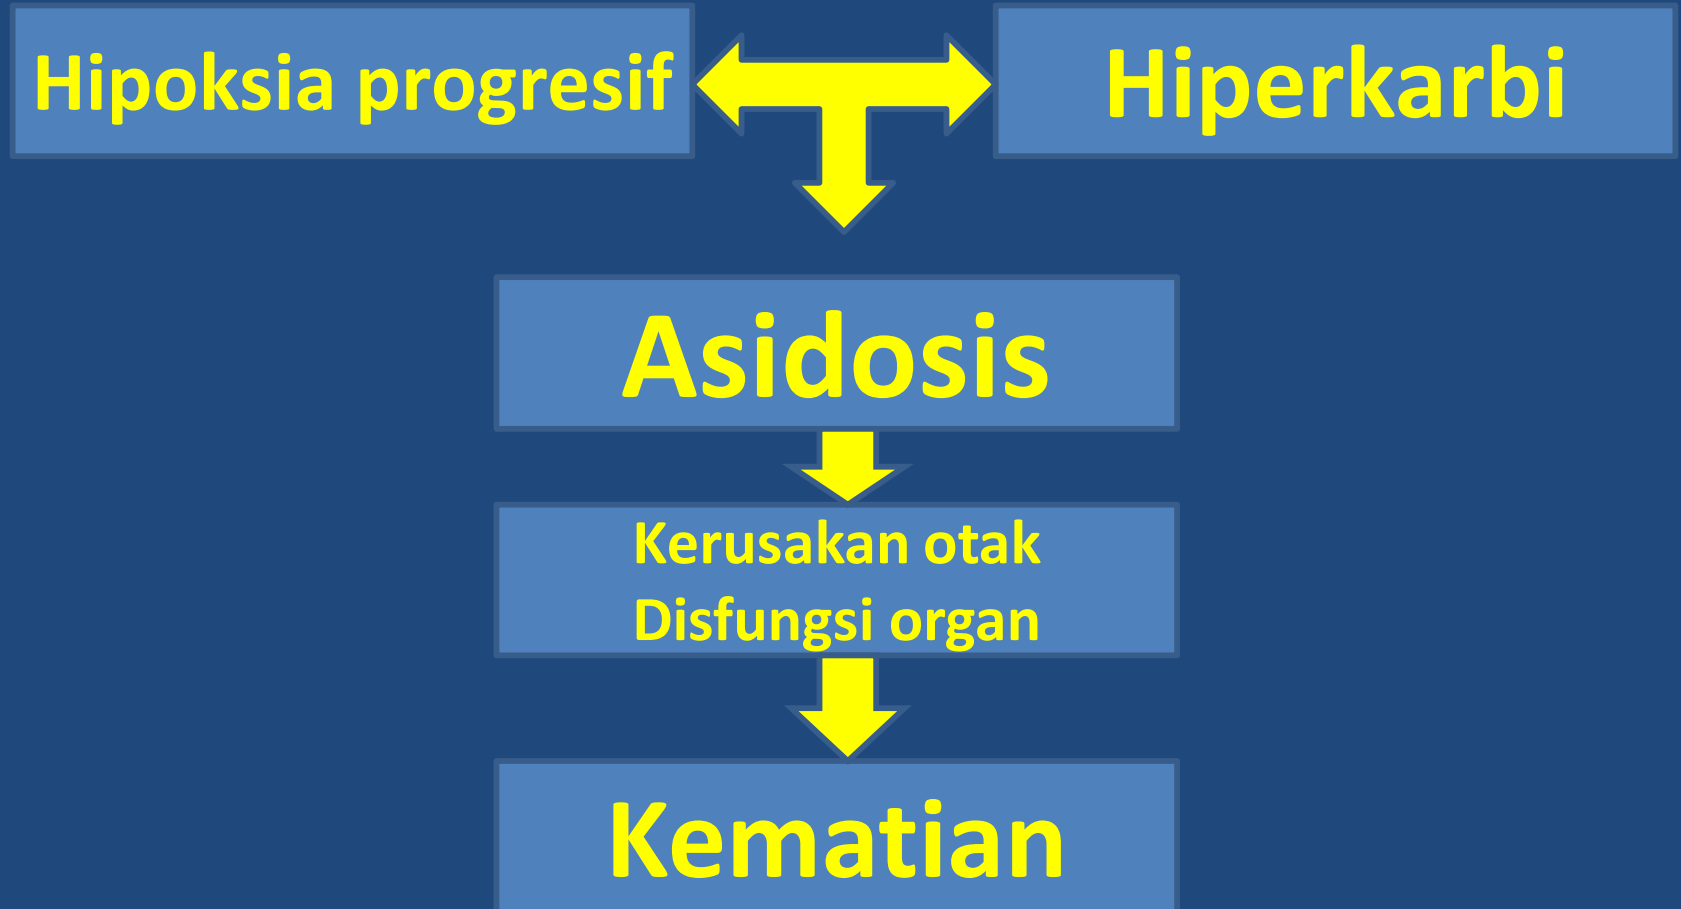 Hipoksia progresif
Hiperkarbi
Asidosis
Kerusakan otak
Disfungsi organ
Kematian